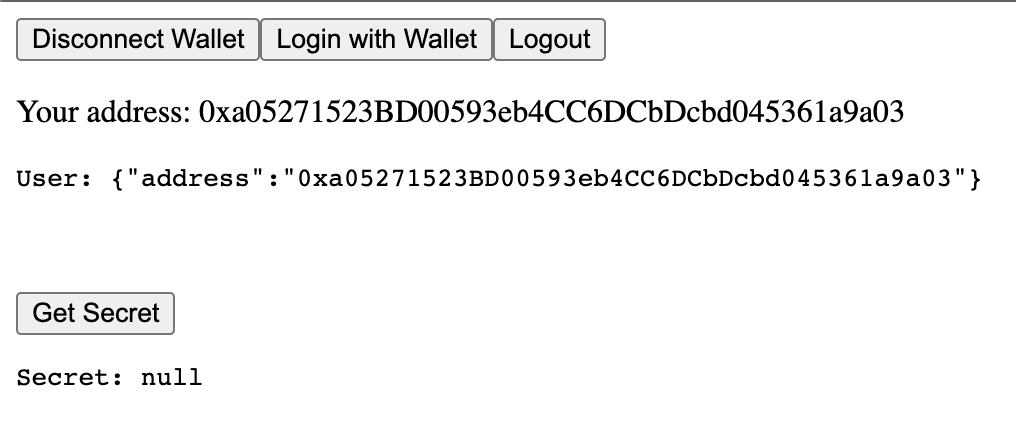 Disconnect Wallet Login with Wallet Logout
Your address: 0xa05271523BD00593eb4CC6DCbDcbd045361a9a03
User: {"address":"0xa05271523BD00593eb4CC6DCbDcbd045361a9a03"}
Get Secret
Secret: null